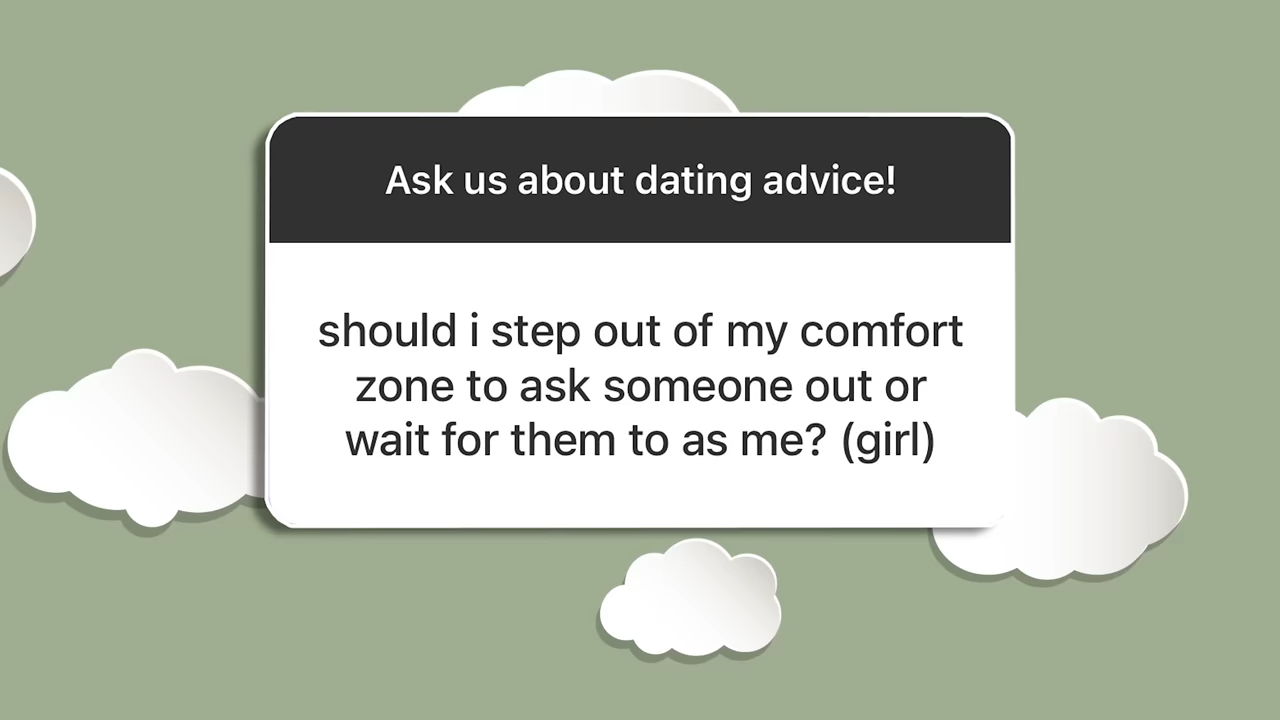 Ask us about dating advice!
should i step out of my comfort
zone to ask someone out or
wait for them to as me? (girl)